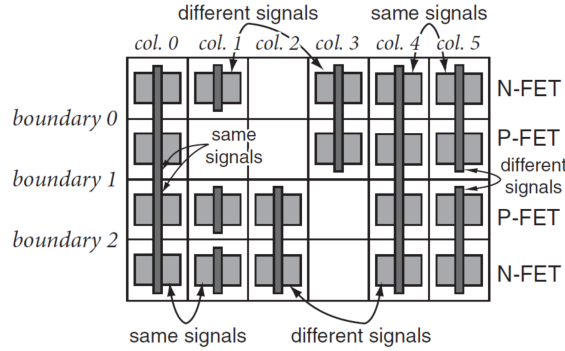 different signals same signals
col. 0 col. 1 col. 2 col. 3 col. 4 col. 5
N-FET
boundary 0
P-FET
same
signals
different
signals
boundary 1
P-FET
boundary 2
N-FET
same signals different signals